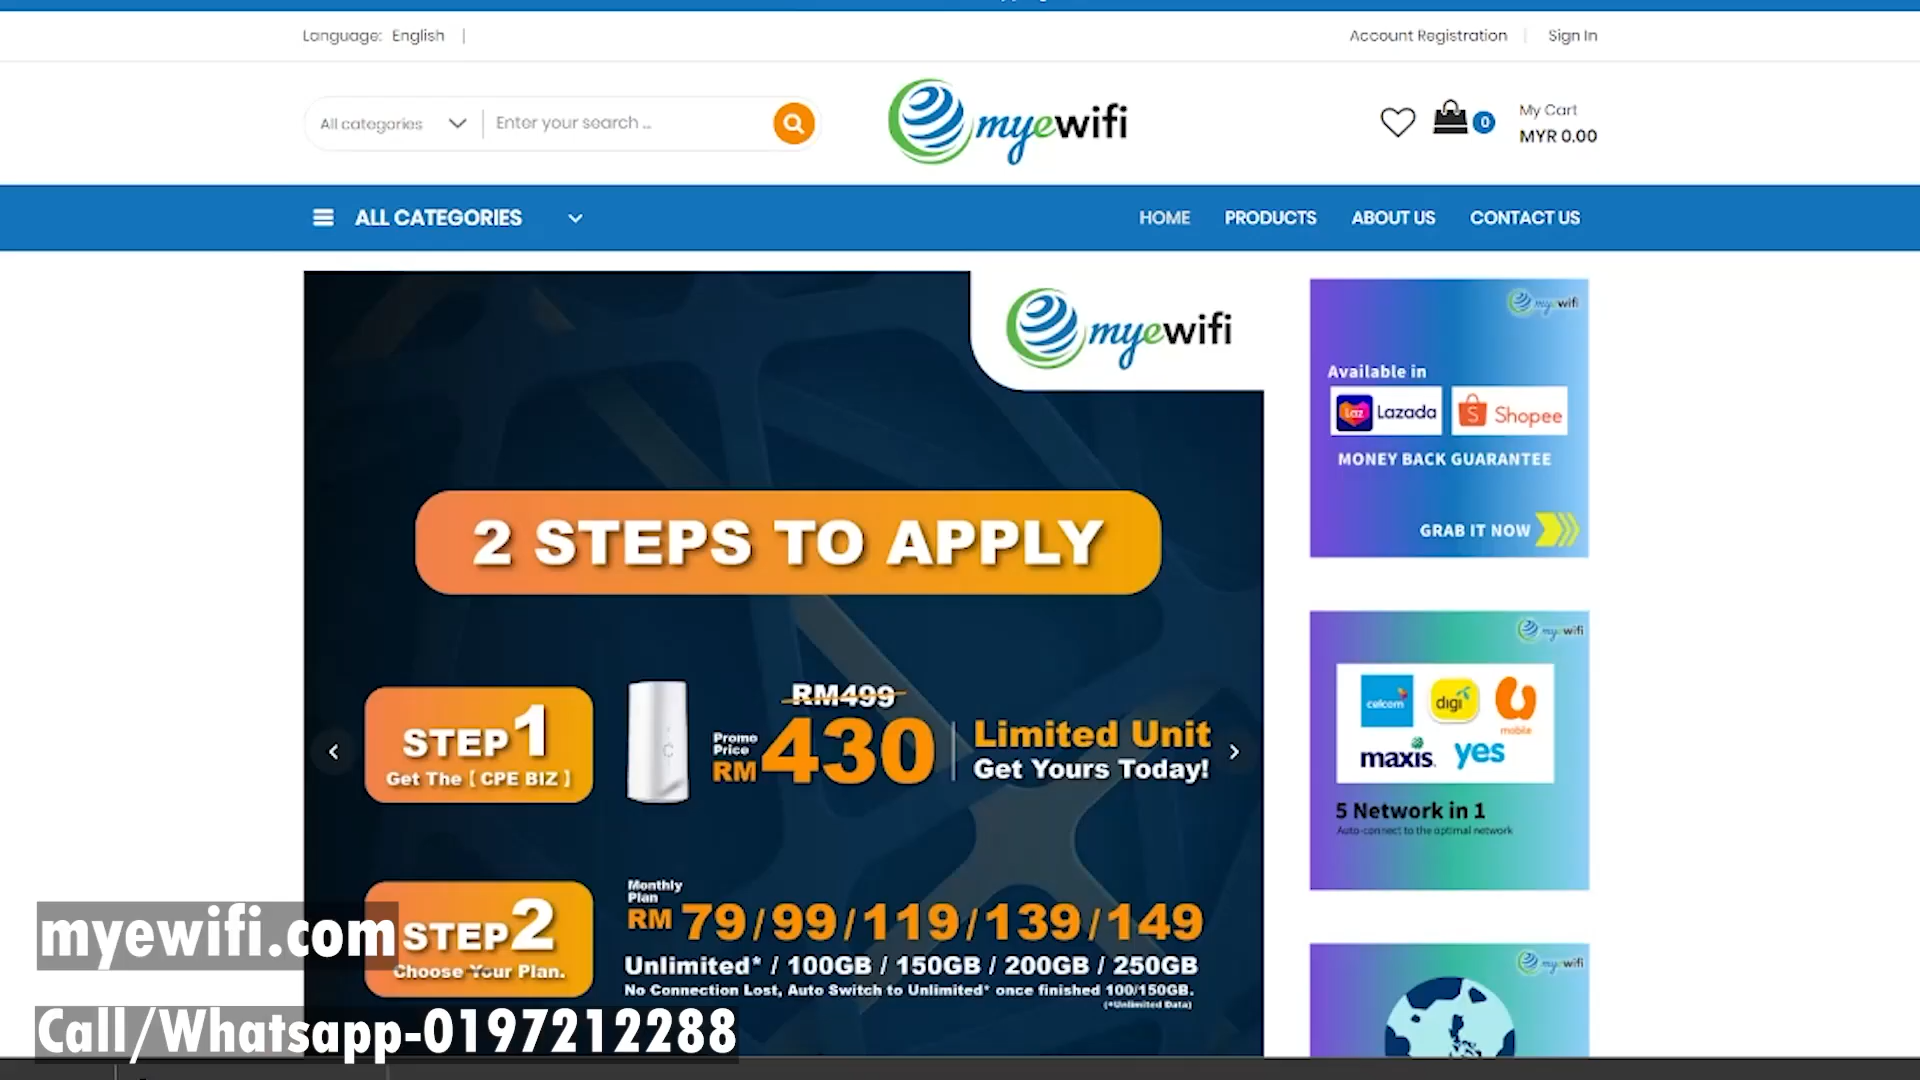 Language: English
Account Registration
Sign In
All categories
Enter your search ...
myewifi
0
My Cart
MYR 0.00
ALL CATEGORIES
HOME
PRODUCTS
ABOUT US
CONTACT US
myewifi
2 STEPS TO APPLY
STEP 1
Get The [ CPE BIZ ]
RM499
Promo Price RM 430
Limited Unit
Get Yours Today!
STEP 2
Choose Your Plan.
Monthly Plan
RM 79/99/119/139/149
Unlimited* / 100GB / 150GB / 200GB / 250GB
No Connection Lost, Auto Switch to Unlimited* once finished 100/150GB.
(*Unlimited Data)
myewifi
Available in
Laz Lazada
S Shopee
MONEY BACK GUARANTEE
GRAB IT NOW
myewifi
celcom
digi
U mobile
maxis
yes
5 Network in 1
Auto-connect to the optimal network
myewifi
myewifi.com
Call/Whatsapp-0197212288